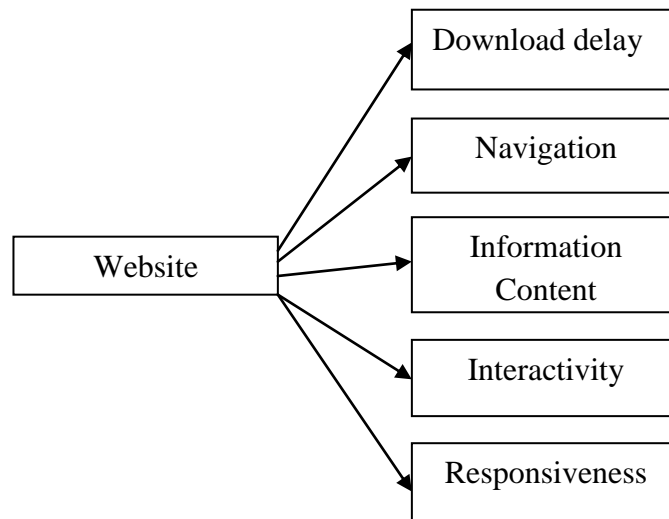 Download delay
Navigation
Website
Information
Content
Interactivity
Responsiveness